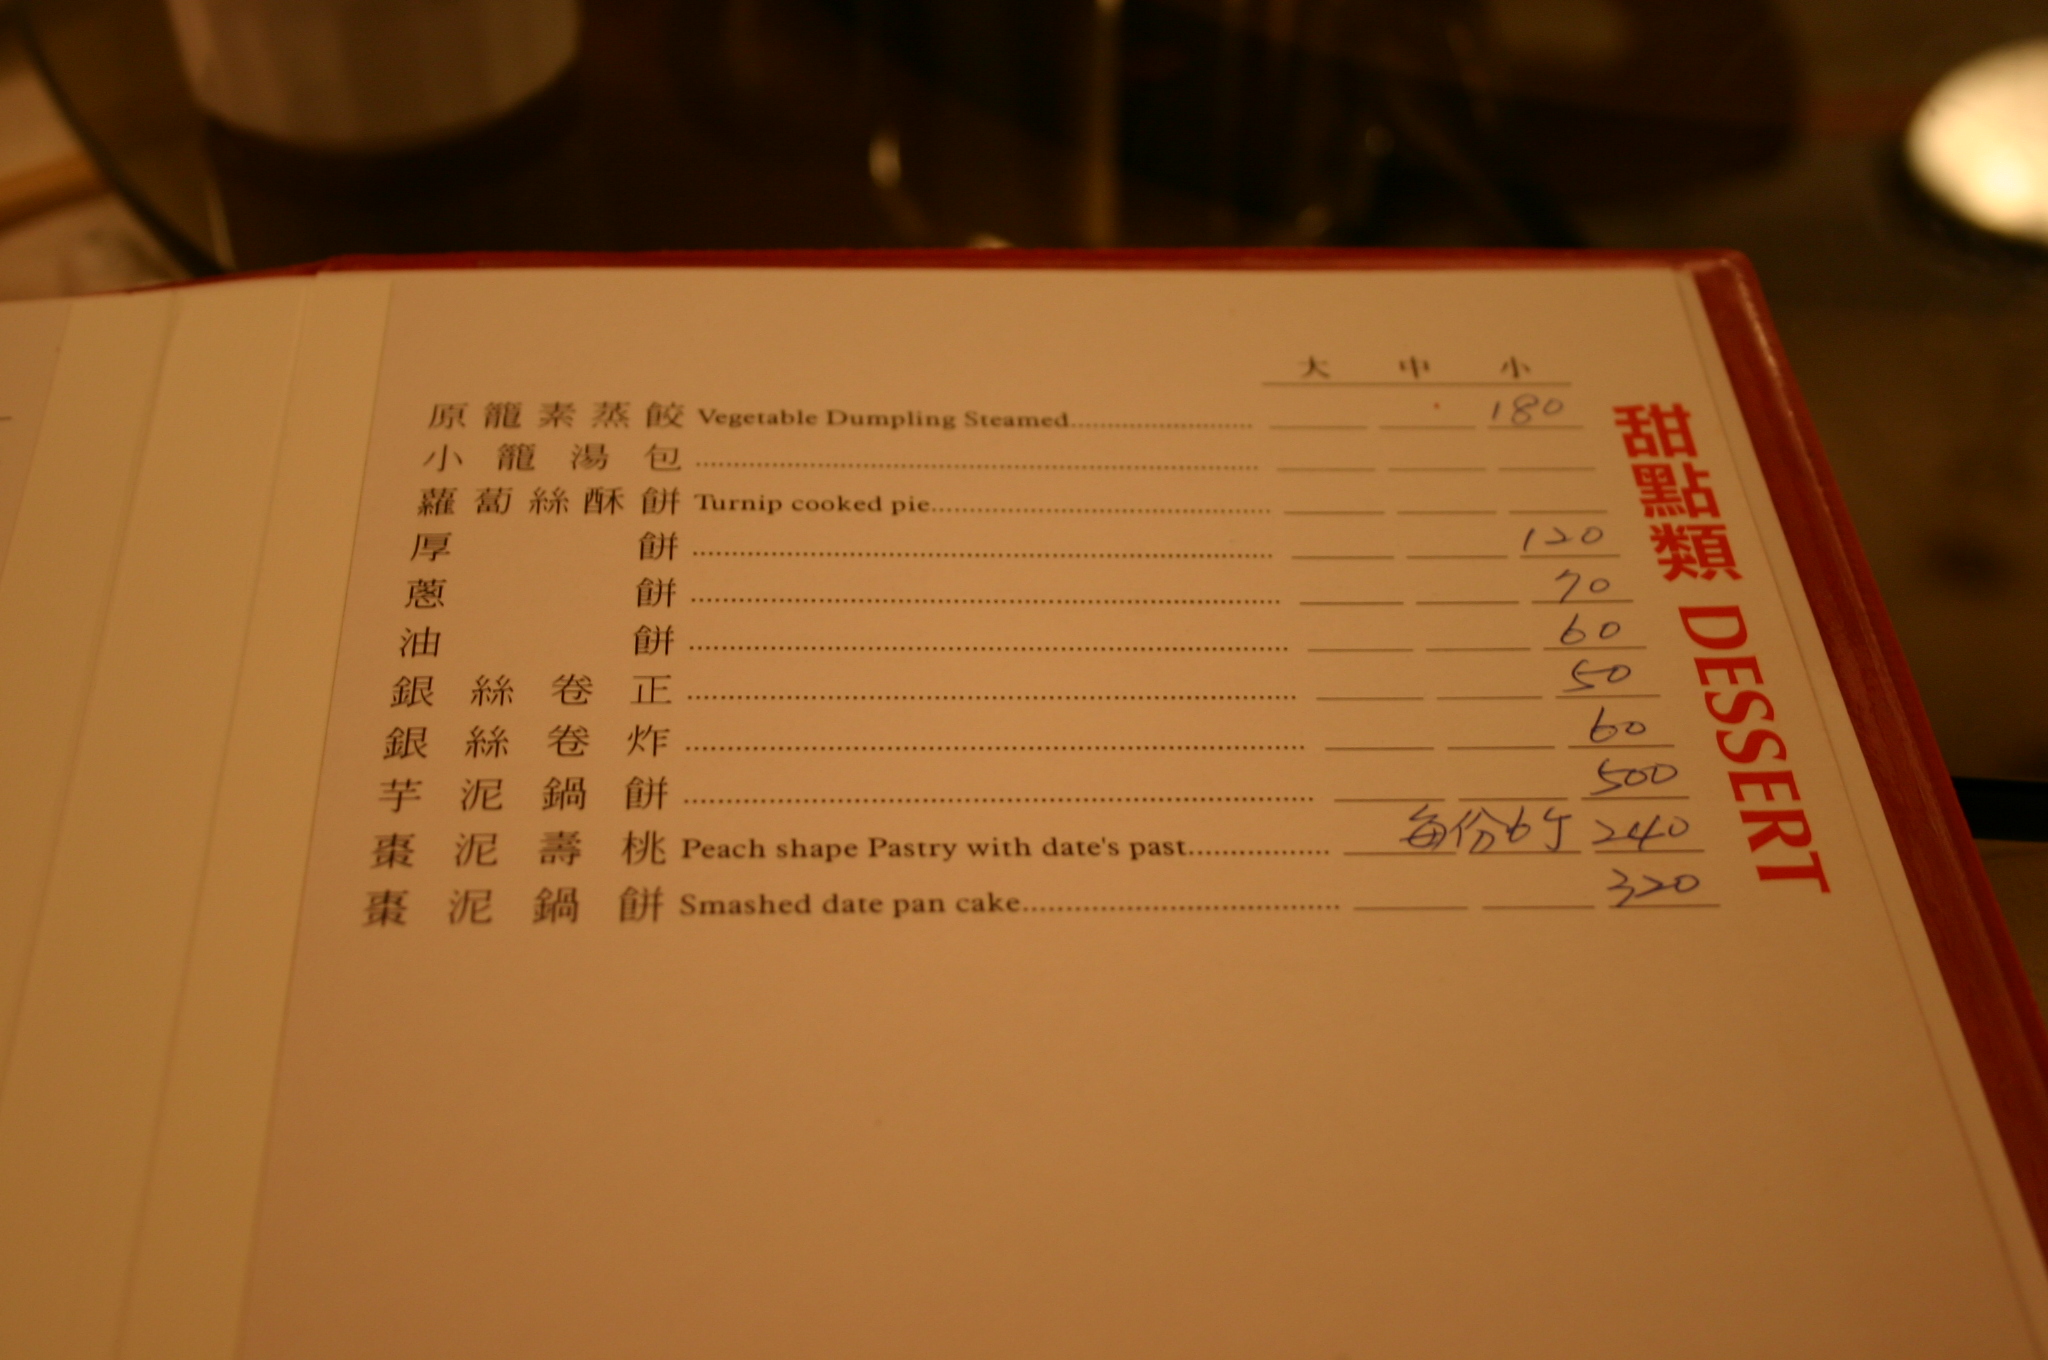 大 中 小
原籠素蒸餃 Vegetable Dumpling Steamed 180
小籠湯包
蘿蔔絲酥餅 Turnip cooked pie
厚餅 120
蔥餅 70
油餅 60
銀絲卷正 50
銀絲卷炸 60
芋泥鍋餅 500
棗泥壽桃 Peach shape Pastry with date's past 每份6个 240
棗泥鍋餅 Smashed date pan cake 320
甜點類 DESSERT